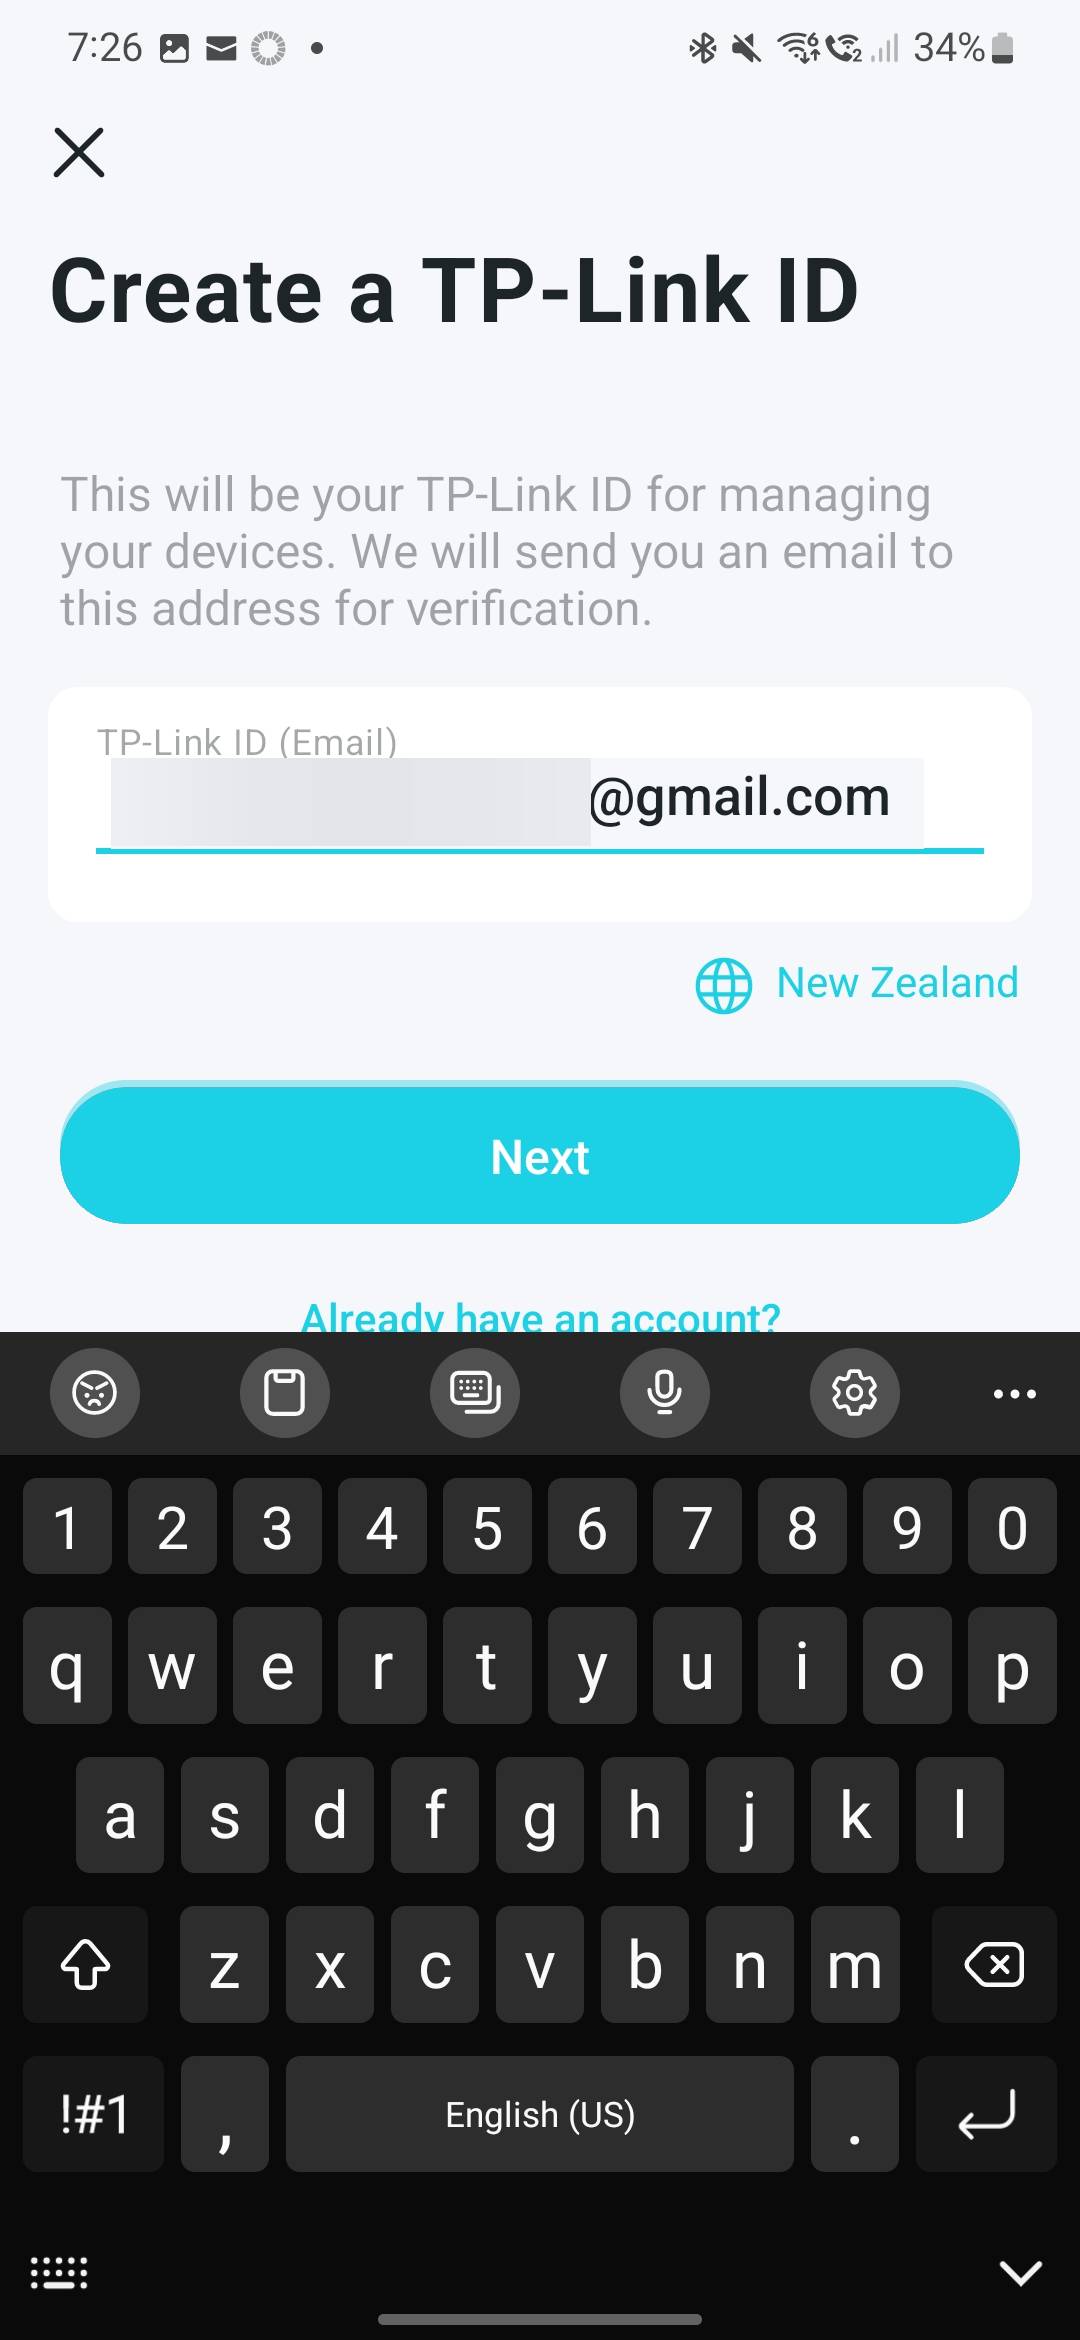 7:26
34%
Create a TP-Link ID
This will be your TP-Link ID for managing
your devices. We will send you an email to
this address for verification.
TP-Link ID (Email)
@gmail.com
New Zealand
Next
Already have an account?
1 2 3 4 5 6 7 8 9 0
q w e r t y u i o p
a s d f g h j k l
z x c v b n m
!#1 , English (US) .